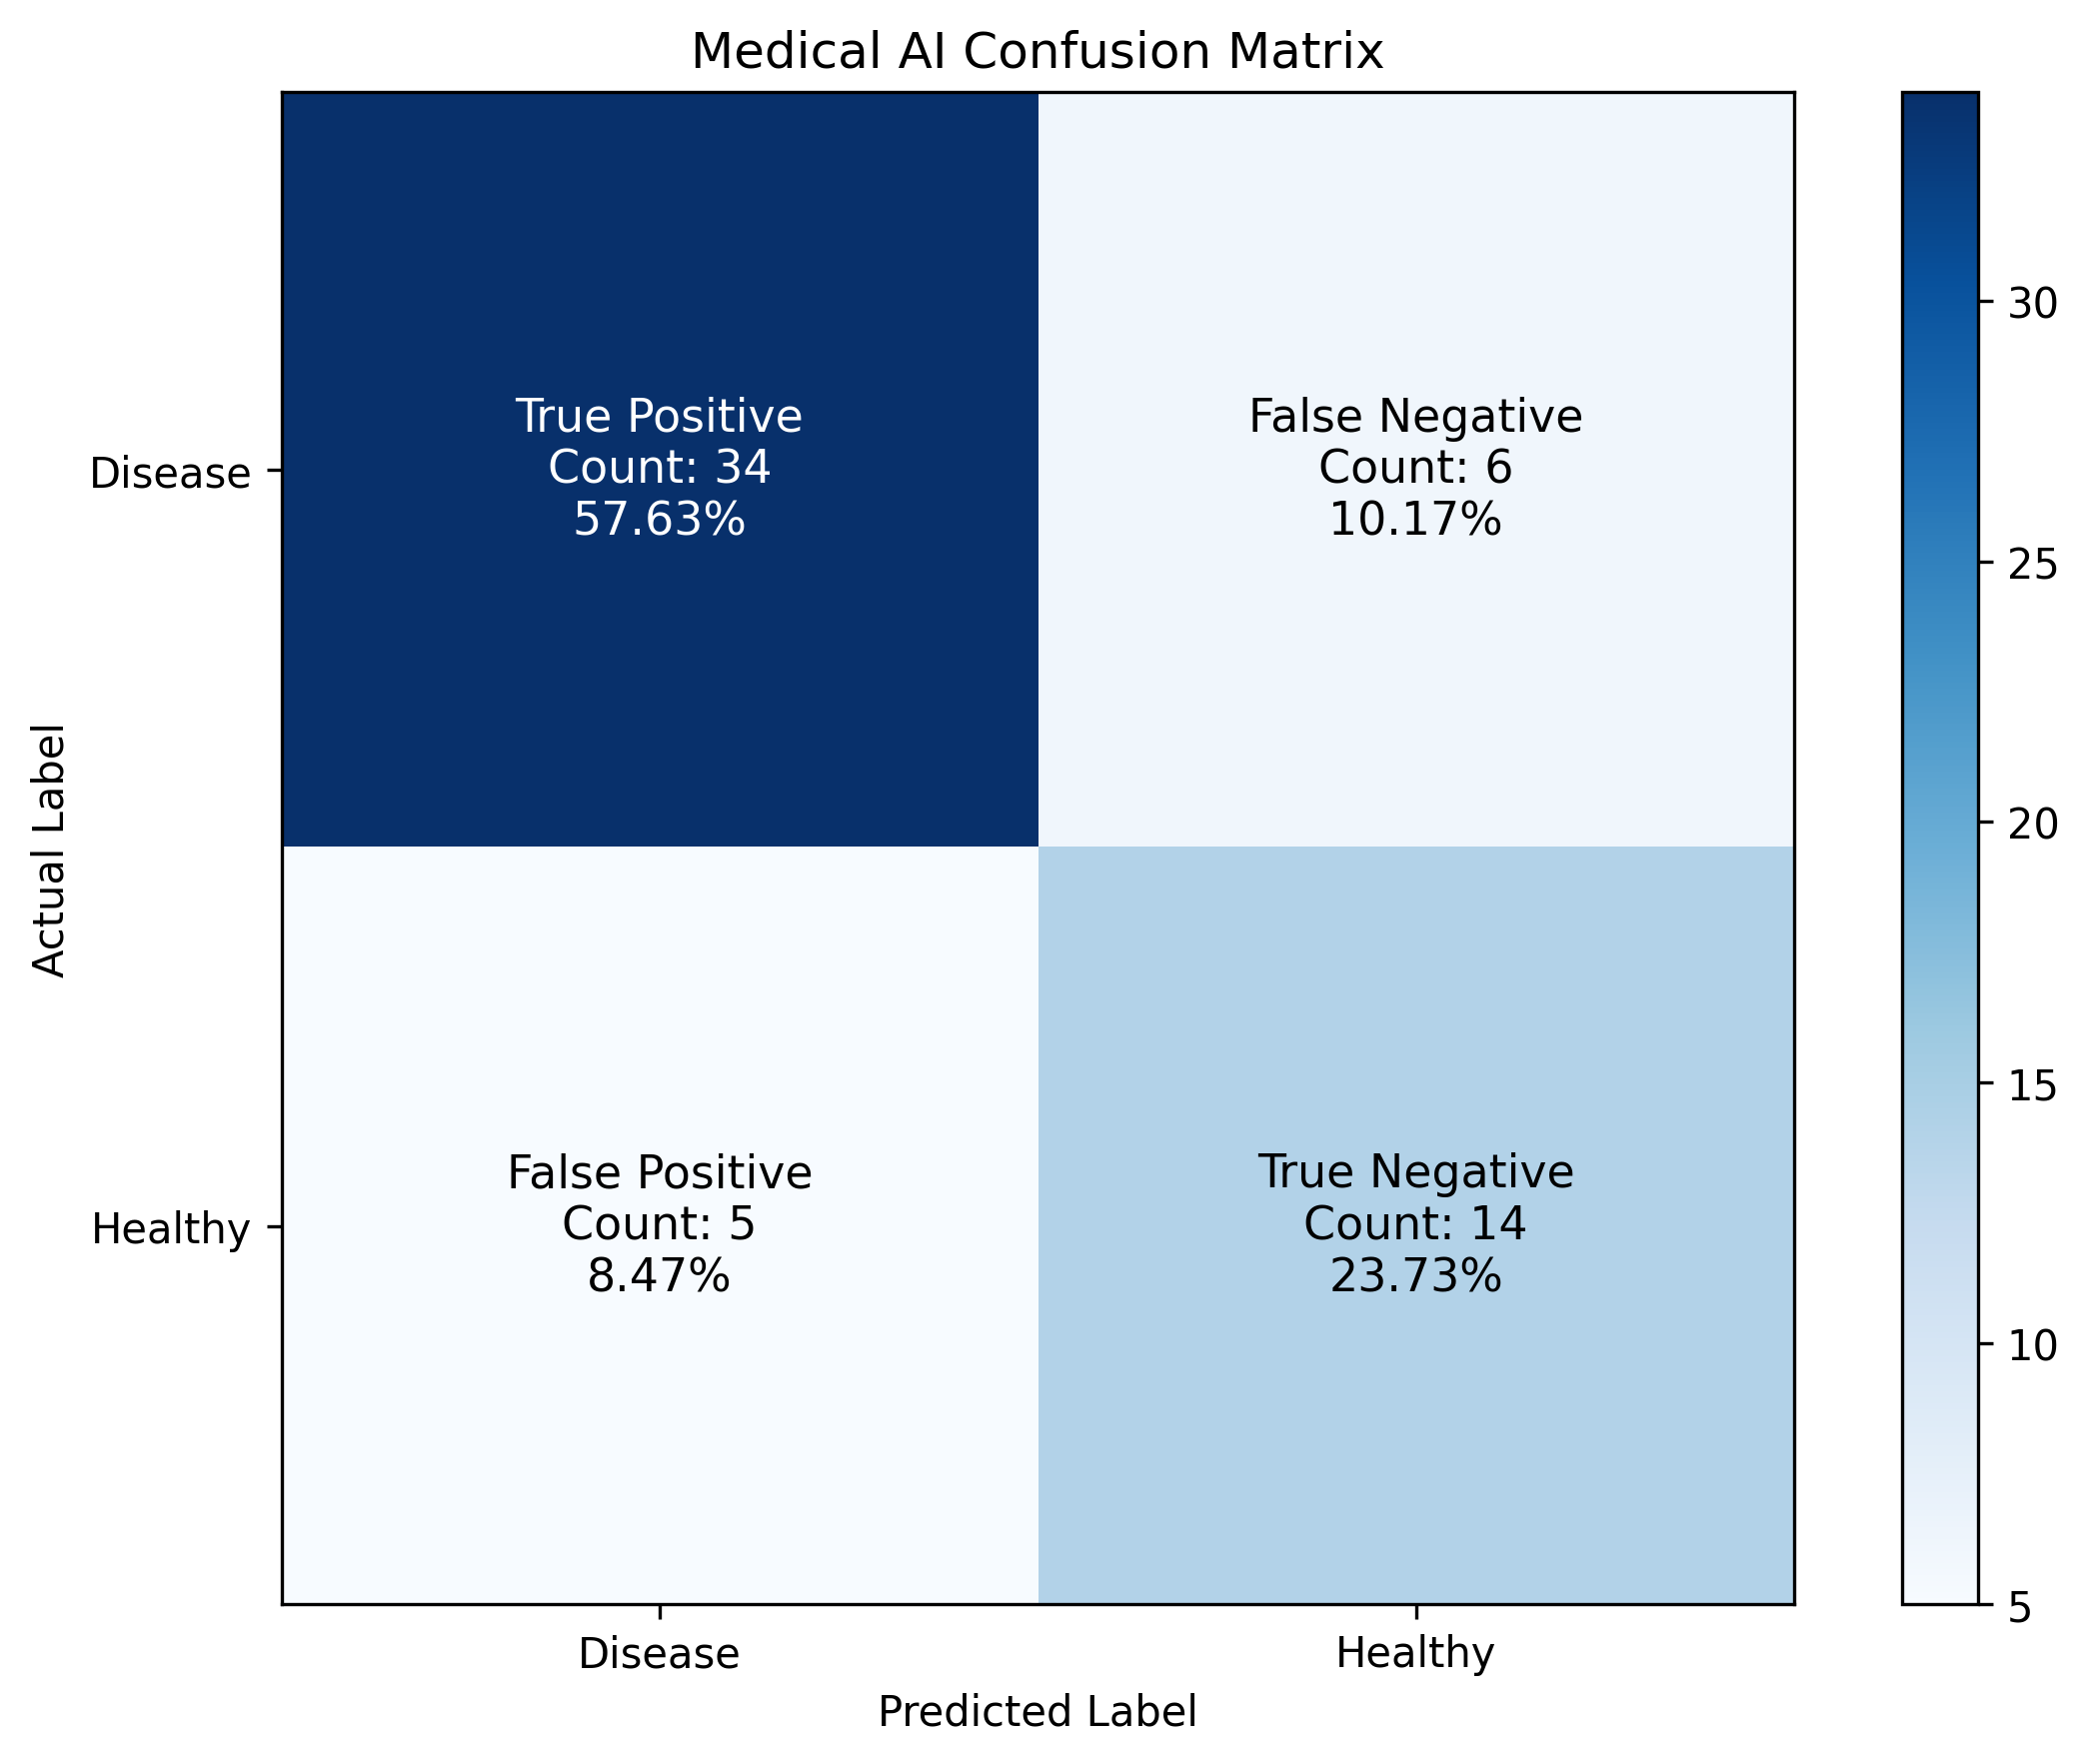 Medical AI Confusion Matrix
True Positive
Count: 34
57.63%
False Negative
Count: 6
10.17%
False Positive
Count: 5
8.47%
True Negative
Count: 14
23.73%
Actual Label
Disease
Healthy
Disease
Healthy
Predicted Label
30
25
20
15
10
5